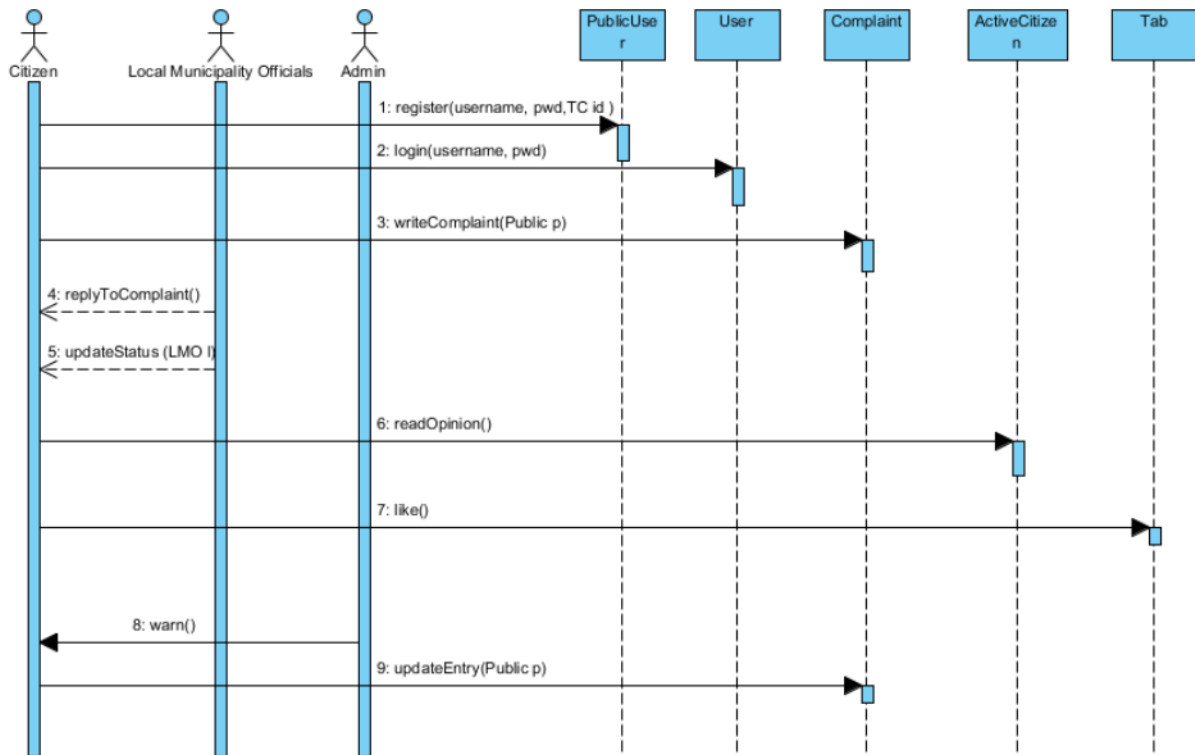 PublicUse
r
User
Complaint
ActiveCitize
n
Tab
Citizen
Local Municipality Officials
Admin
1: register(username, pwd,TC id )
2: login(username, pwd)
3: writeComplaint(Public p)
4: replyToComplaint()
5: updateStatus (LMO l)
6: readOpinion()
7: like()
8: warn()
9: updateEntry(Public p)